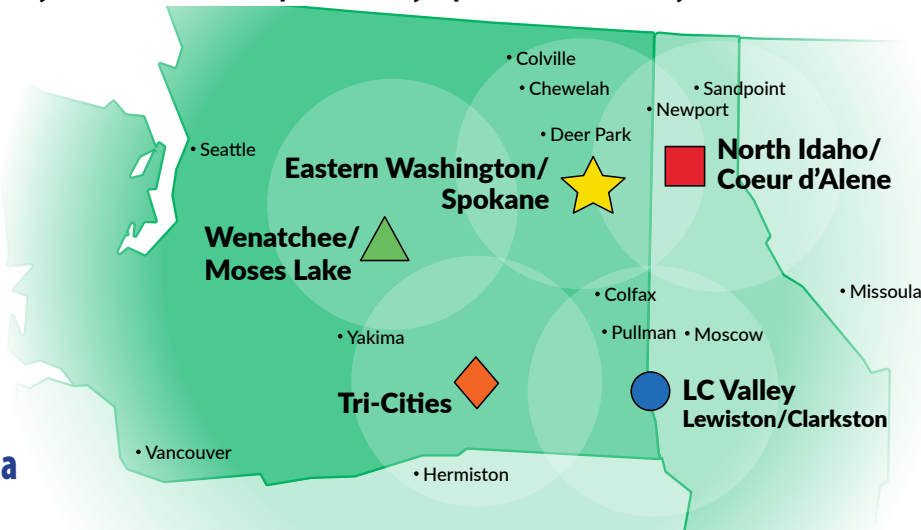 • Colville
• Chewelah
• Sandpoint
• Newport
• Deer Park
• Seattle
North Idaho/
Coeur d'Alene
Eastern Washington/
Spokane
Wenatchee/
Moses Lake
• Colfax
• Missoula
• Pullman
• Moscow
• Yakima
LC Valley
Lewiston/Clarkston
Tri-Cities
• Vancouver
a
• Hermiston